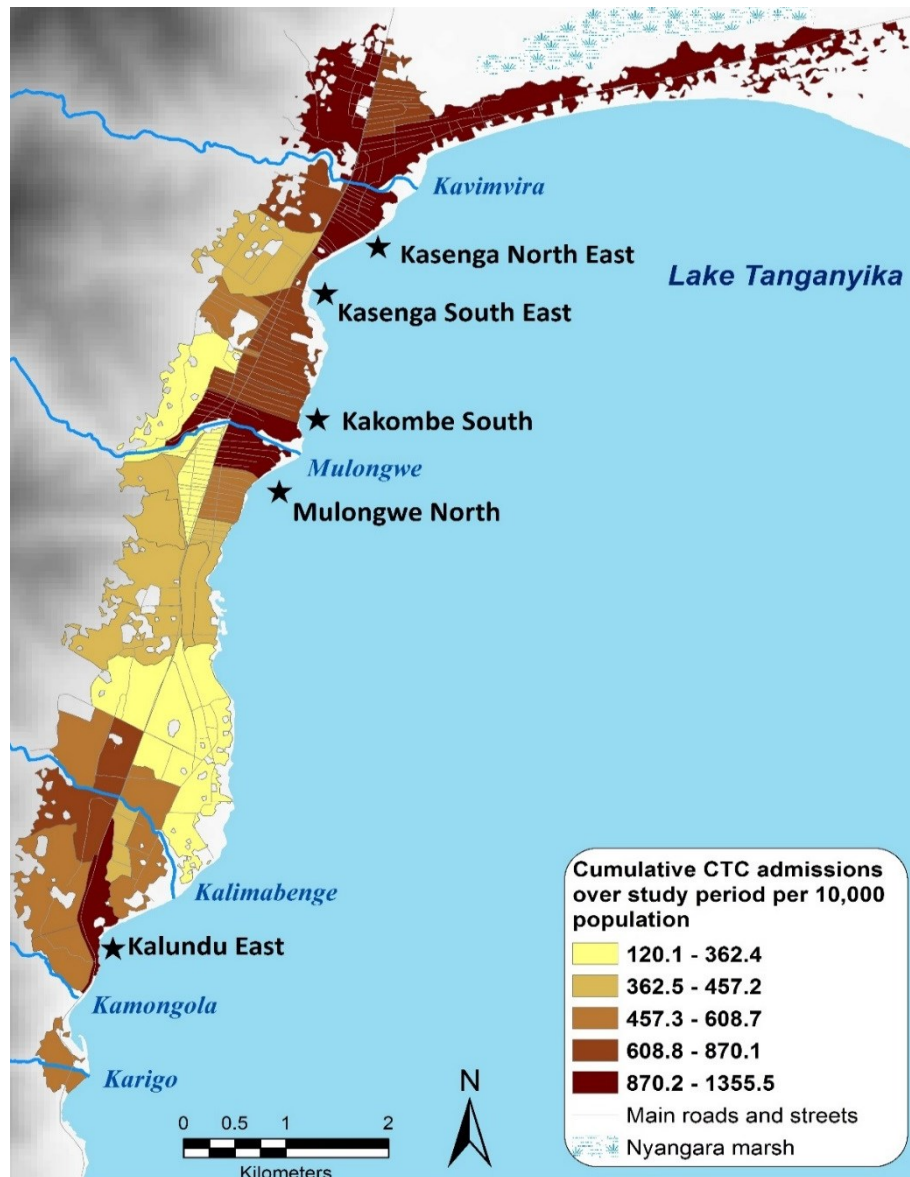 Kavimvira
Kasenga North East
Lake Tanganyika
Kasenga South East
Kakombe South
Mulongwe
Mulongwe North
Kalimabenge
Kalundu East
Kamongola
Karigo
N
0 0.5 1 2
Kilometers
Cumulative CTC admissions
over study period per 10,000
population
120.1 - 362.4
362.5 - 457.2
457.3 - 608.7
608.8 - 870.1
870.2 - 1355.5
Main roads and streets
Nyangara marsh